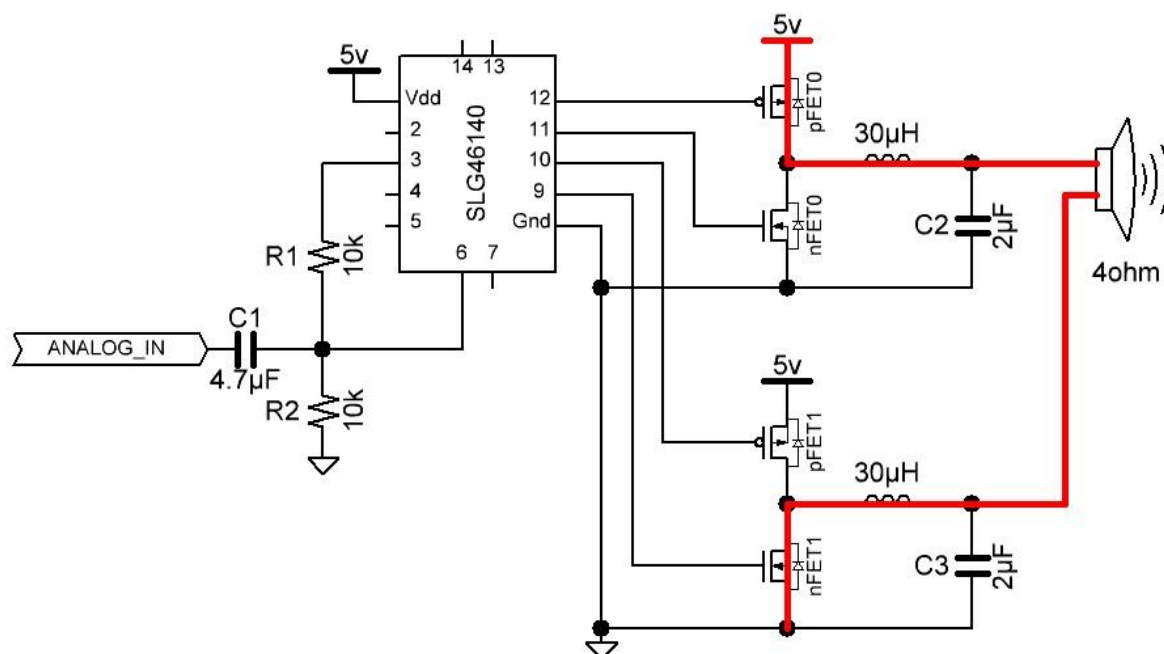 5v
5v
14 13
Vdd
12
pFET0
2
11
30µH
3
SLG46140
10
4
9
nFET0
5
Gnd
C2
2µF
R1
10k
6
7
4ohm
C1
ANALOG_IN
4.7µF
5v
R2
10k
pFET1
30µH
nFET1
C3
2µF